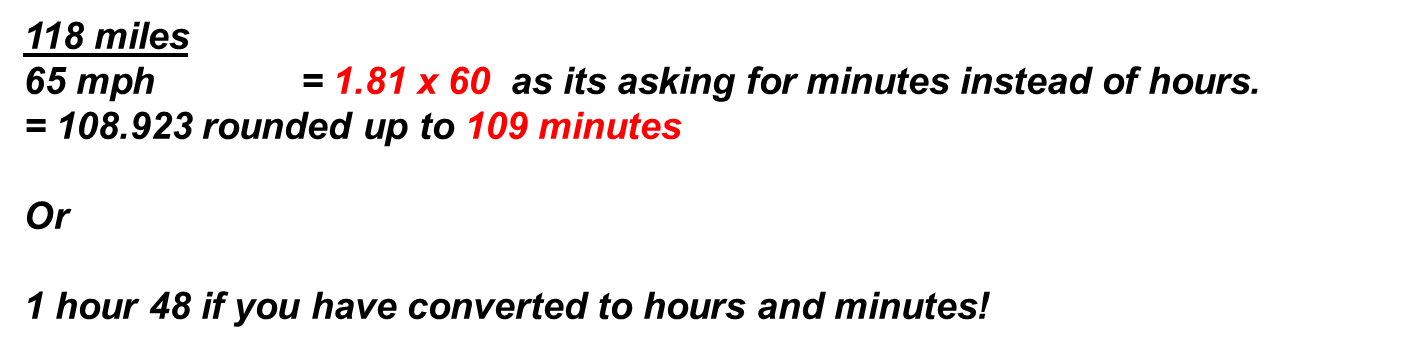 118 miles
65 mph = 1.81 x 60 as its asking for minutes instead of hours.
= 108.923 rounded up to 109 minutes
Or
1 hour 48 if you have converted to hours and minutes!